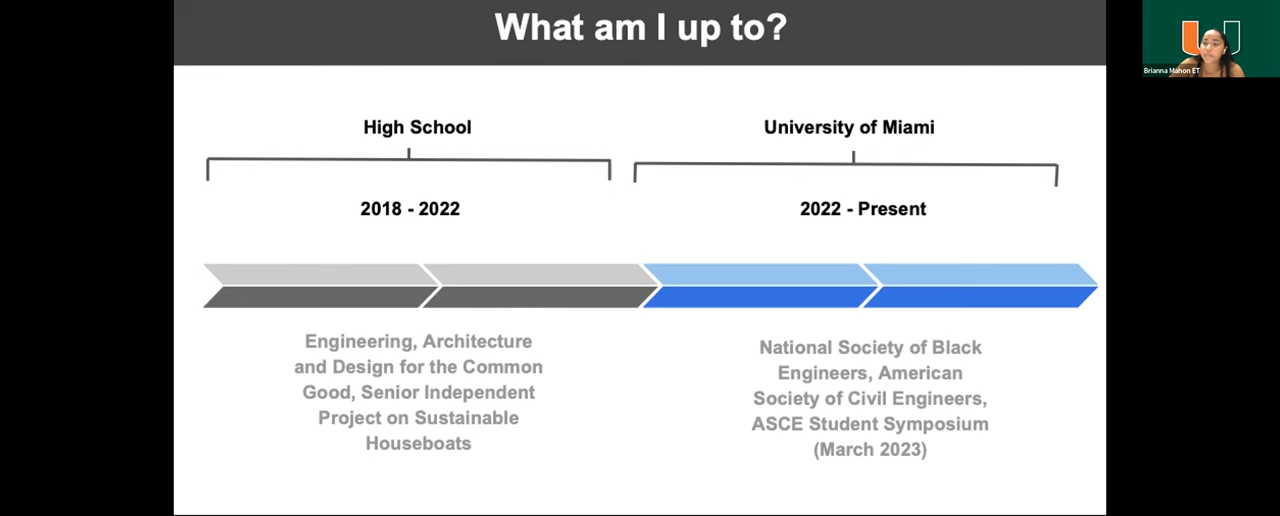 What am I up to?
High School
University of Miami
2018 - 2022
2022 - Present
Engineering, Architecture
and Design for the Common
Good, Senior Independent
Project on Sustainable
Houseboats
National Society of Black
Engineers, American
Society of Civil Engineers,
ASCE Student Symposium
(March 2023)
Brianna Mahon ET